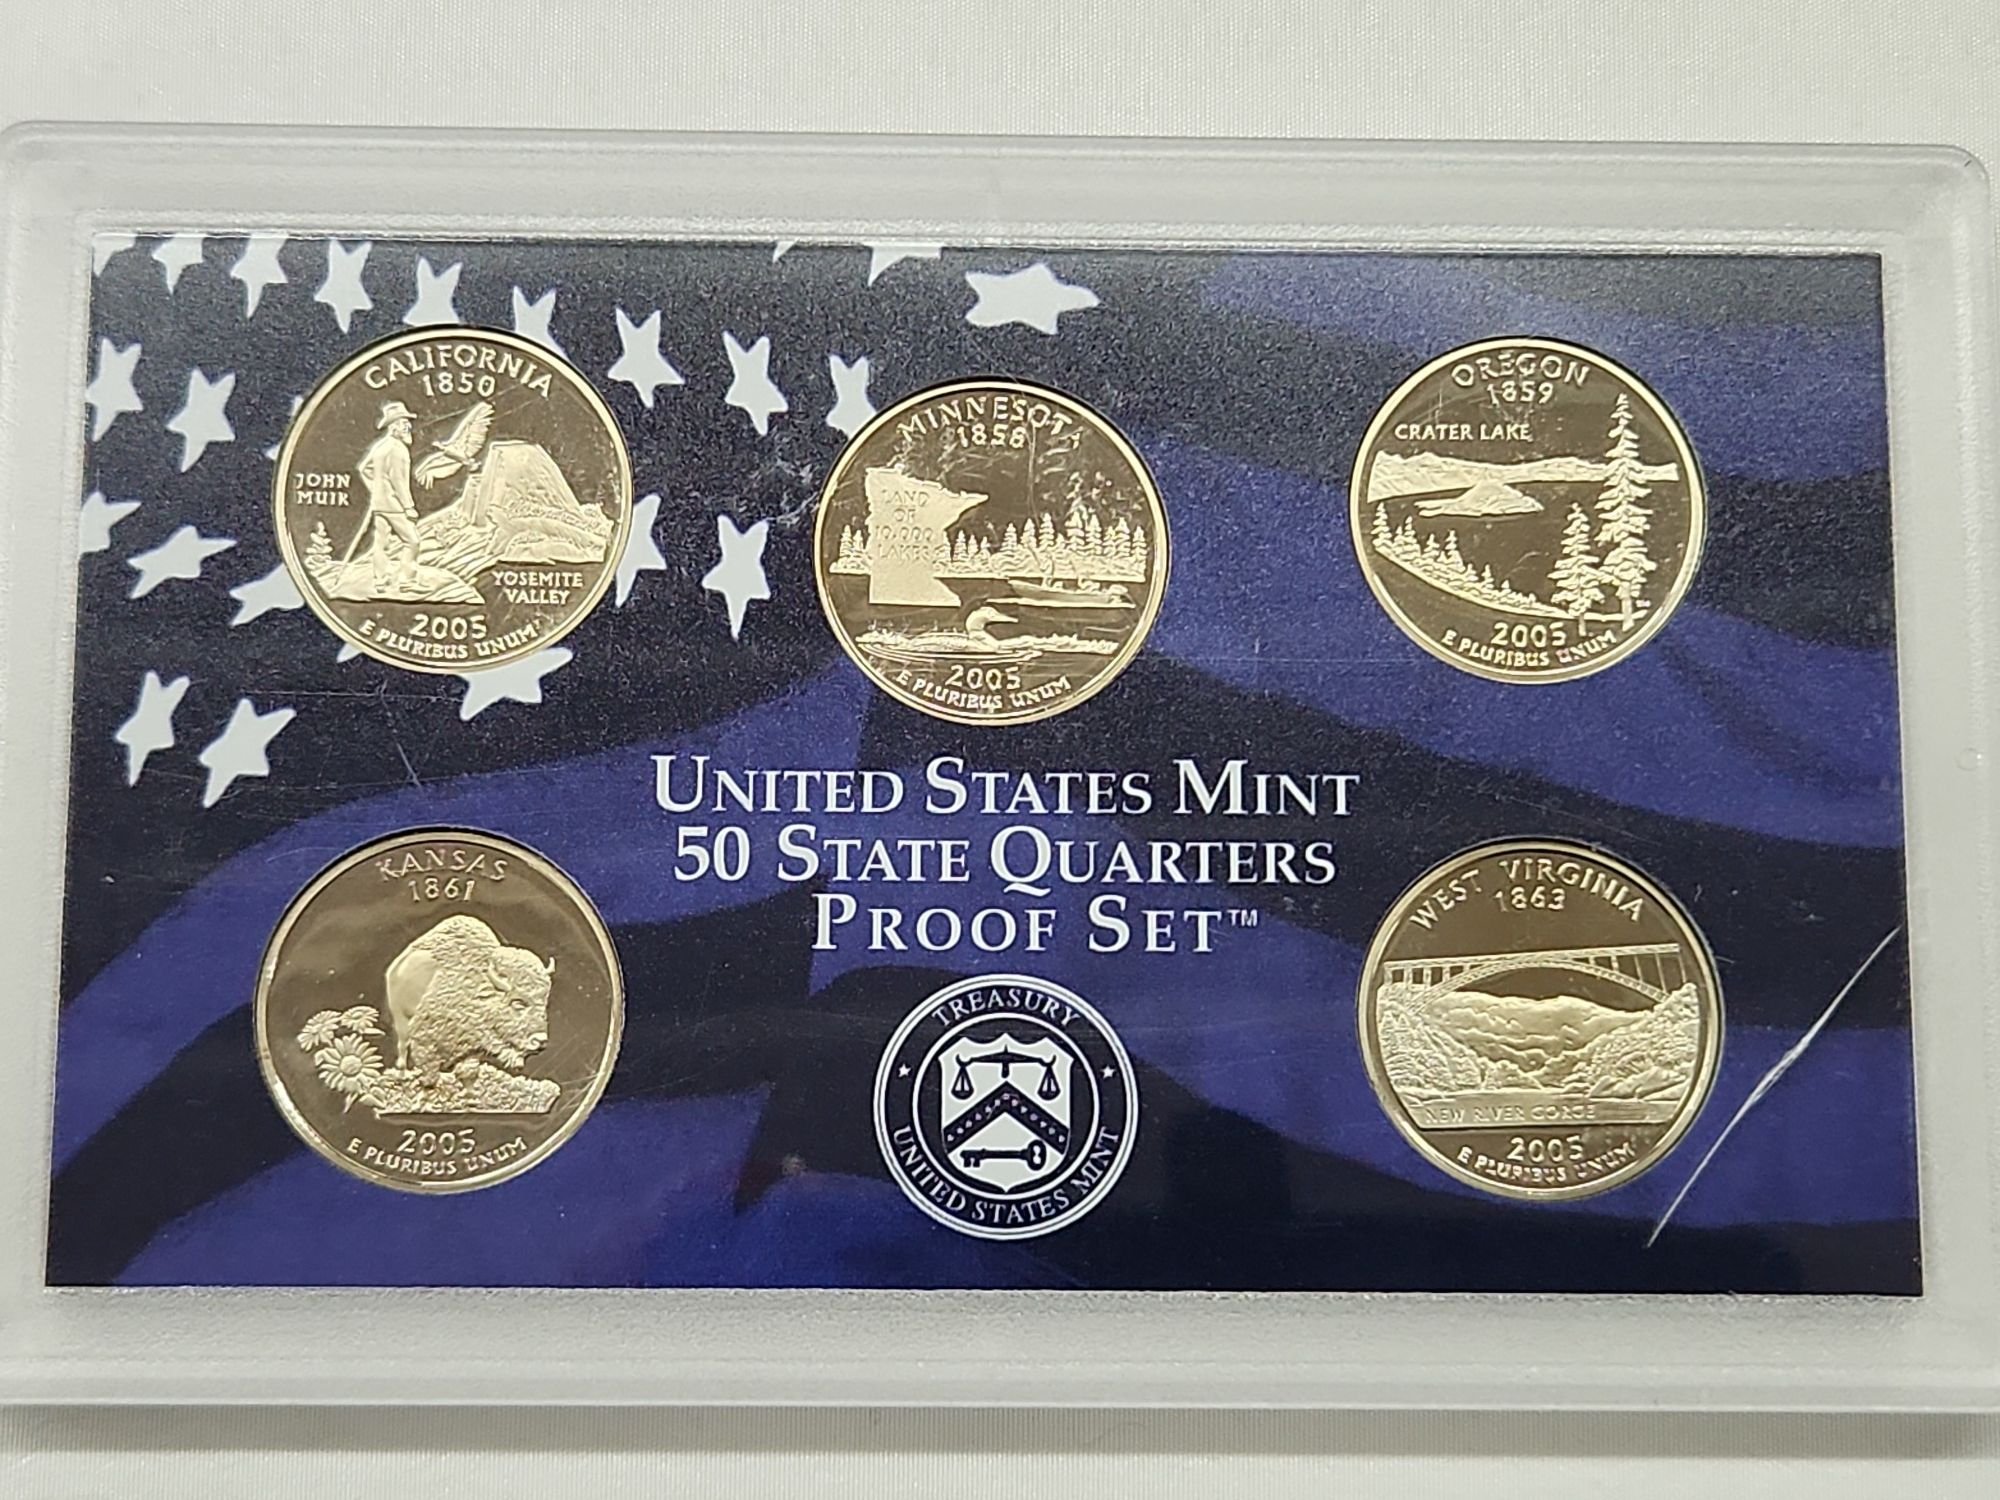 CALIFORNIA
1850
JOHN
MUIR
YOSEMITE
VALLEY
2005
E PLURIBUS UNUM
MINNESOTA
1858
LAND
OF
10,000
LAKES
2005
E PLURIBUS UNUM
OREGON
1859
CRATER LAKE
2005
E PLURIBUS UNUM
UNITED STATES MINT
50 STATE QUARTERS
PROOF SET™
KANSAS
1861
2005
E PLURIBUS UNUM
TREASURY
UNITED STATES MINT
WEST VIRGINIA
1863
NEW RIVER GORGE
2005
E PLURIBUS UNUM